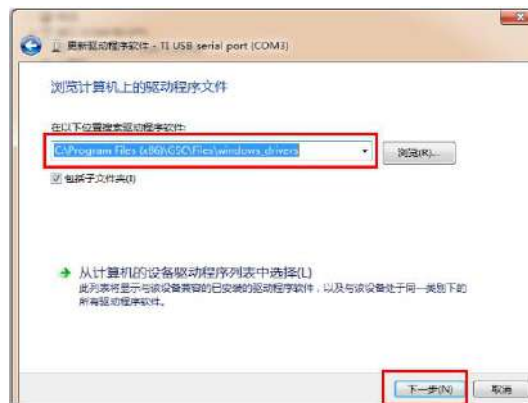 更新驱动程序软件 - TI USB serial port (COM3)
浏览计算机上的驱动程序文件
在以下位置搜索驱动程序软件:
C:\Program Files (x86)\GSC\Files\windows_drivers
浏览(R)...
包括子文件夹(I)
从计算机的设备驱动程序列表中选择(L)
此列表将显示与该设备兼容的已安装的驱动程序软件，以及与该设备处于同一类别下的
所有驱动程序软件。
下一步(N)
取消